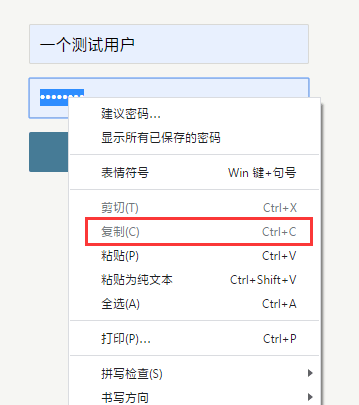 一个测试用户
••••••••
建议密码...
显示所有已保存的密码
表情符号 Win 键+句号
剪切(T) Ctrl+X
复制(C) Ctrl+C
粘贴(P) Ctrl+V
粘贴为纯文本 Ctrl+Shift+V
全选(A) Ctrl+A
打印(P)... Ctrl+P
拼写检查(S)
书写方向